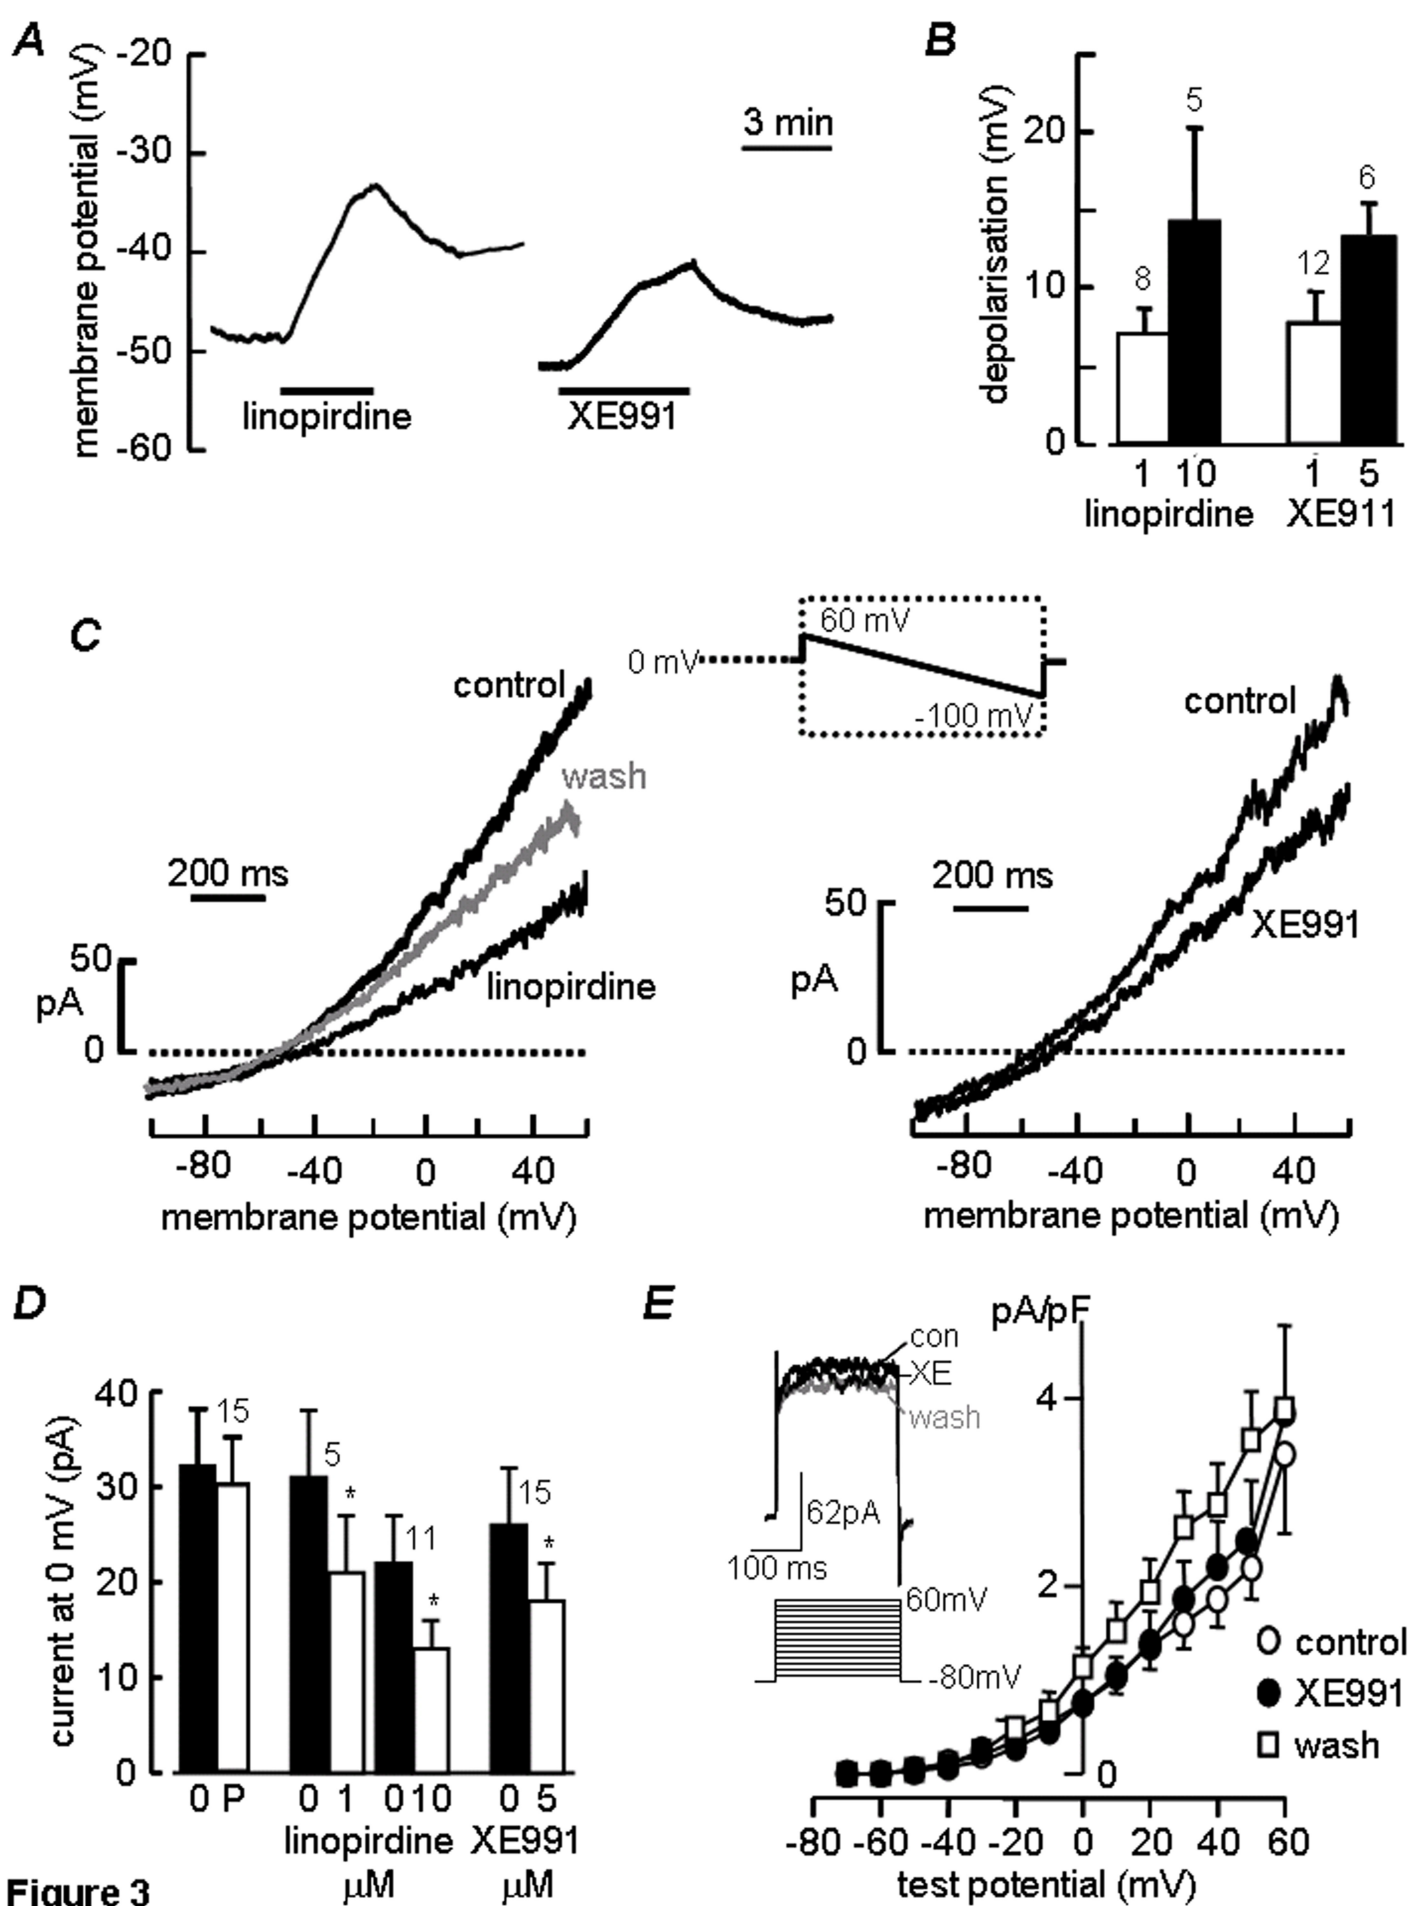 A
membrane potential (mV)
-20
-30
-40
-50
-60
3 min
linopirdine
XE991
B
depolarisation (mV)
20
10
0
8
5
12
6
1 10
1 5
linopirdine XE911
C
0 mV
60 mV
-100 mV
control
wash
200 ms
50
pA
0
linopirdine
-80 -40 0 40
membrane potential (mV)
control
200 ms
50
pA
0
XE991
-80 -40 0 40
membrane potential (mV)
D
current at 0 mV (pA)
40
30
20
10
0
15
5
*
11
*
15
*
0 P 0 1 0 10 0 5
linopirdine XE991
µM µM
E
pA/pF
con
XE
wash
62pA
100 ms
60mV
-80mV
4
2
0
control
XE991
wash
-80 -60 -40 -20 0 20 40 60
test potential (mV)
Figure 3